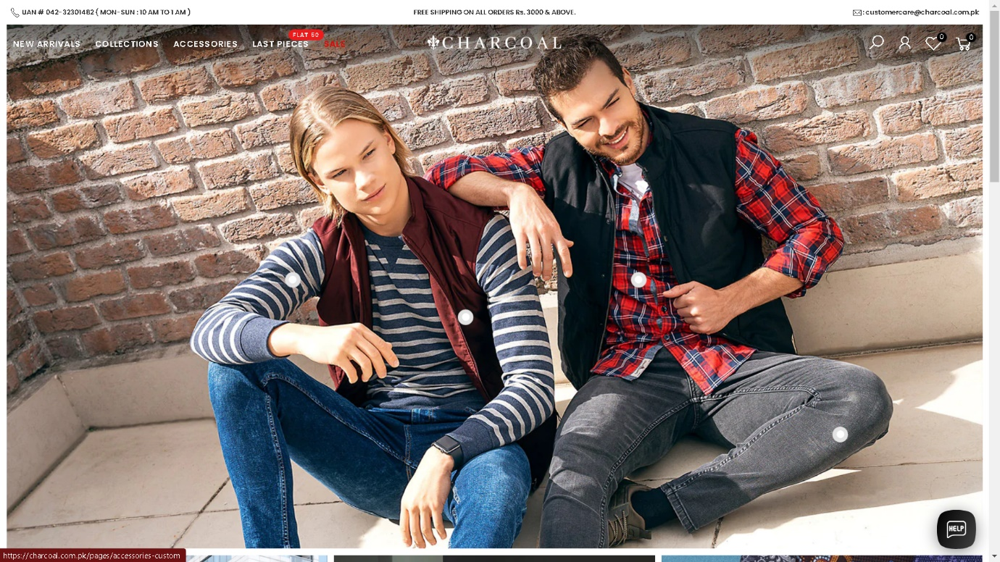 UAN # 042-32301482 ( MON-SUN : 10 AM TO 1 AM )
FREE SHIPPING ON ALL ORDERS Rs. 3000 & ABOVE.
: customercare@charcoal.com.pk
NEW ARRIVALS
COLLECTIONS
ACCESSORIES
LAST PIECES
FLAT 50
SALE
CHARCOAL
0
0
HELP
https://charcoal.com.pk/pages/accessories-custom